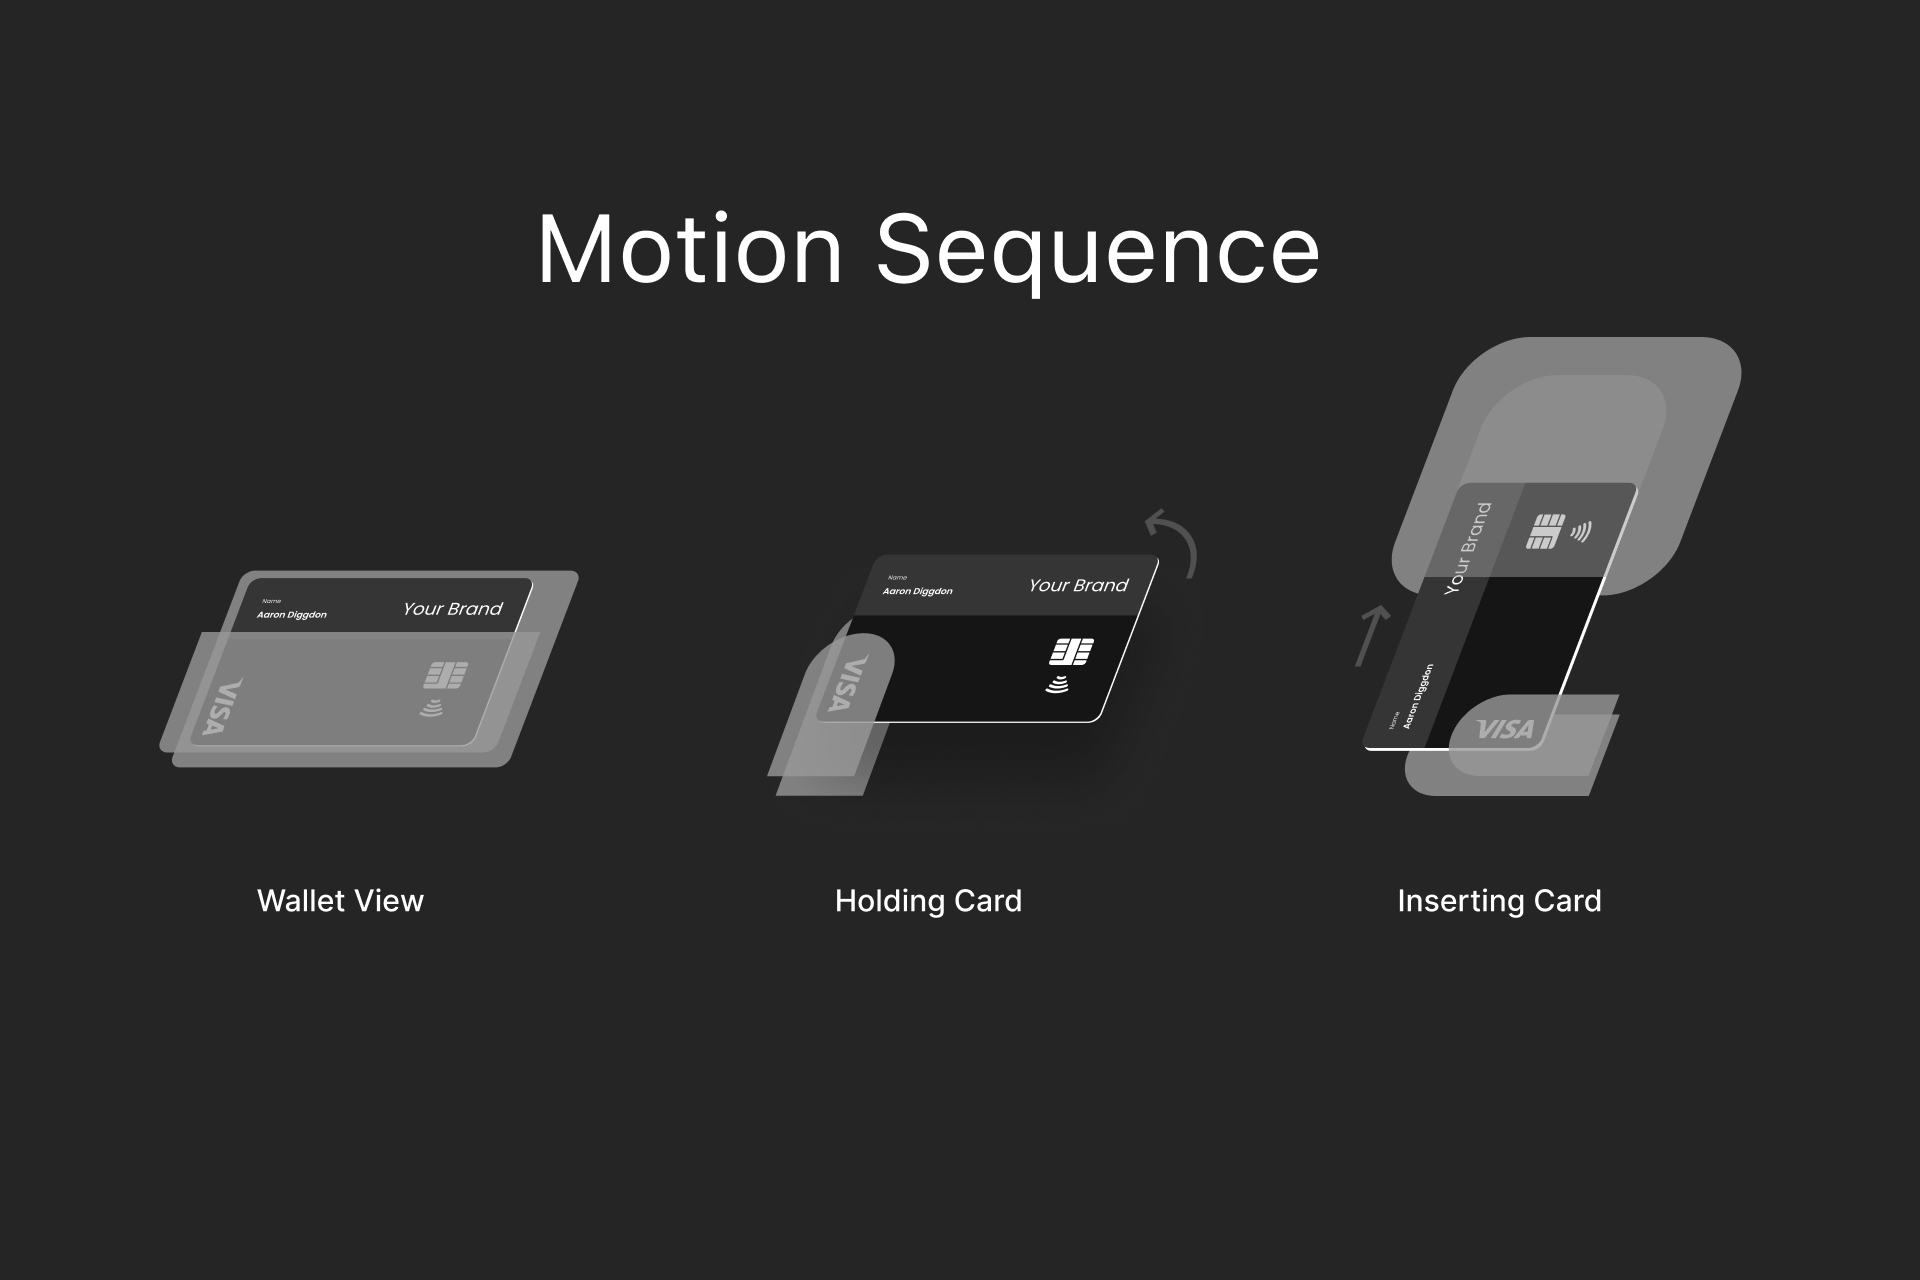 Motion Sequence
Name
Aaron Diggdon
Your Brand
VISA
Wallet View
Name
Aaron Diggdon
Your Brand
VISA
Holding Card
Your Brand
Name
Aaron Diggdon
VISA
Inserting Card